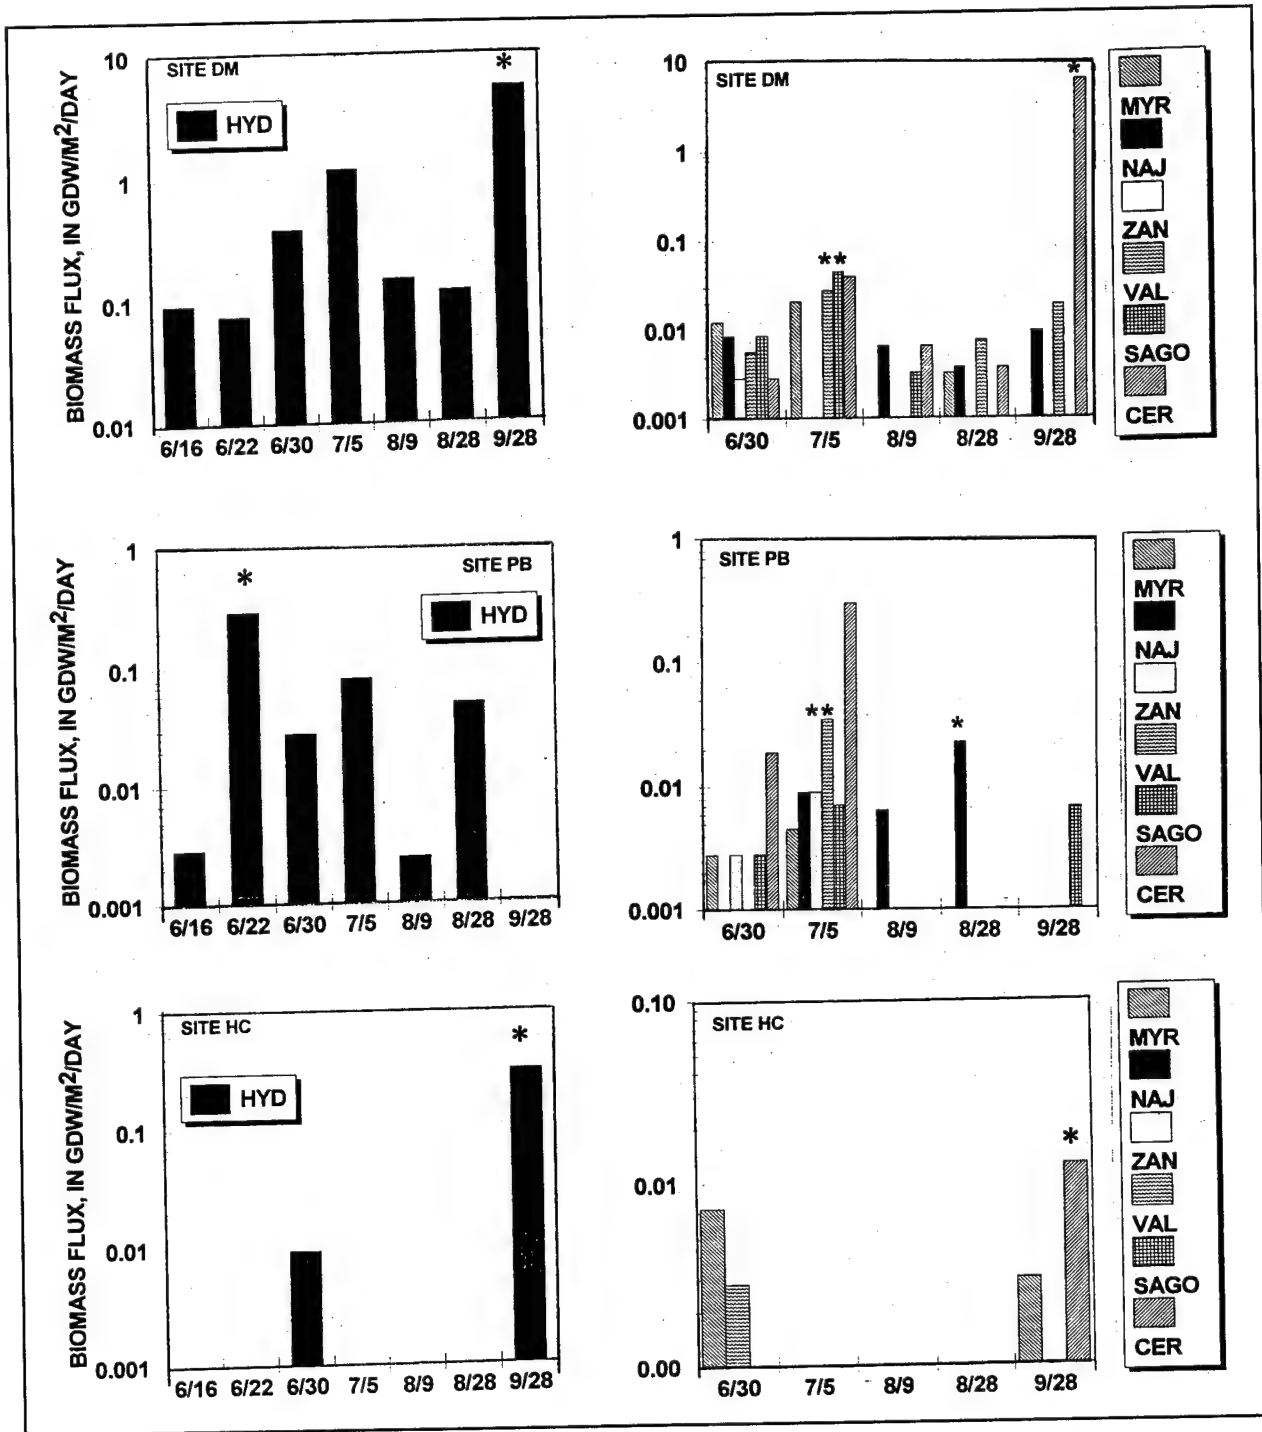 BIOMASS FLUX, IN GDW/M²/DAY
10
1
0.1
0.01
SITE DM
HYD
*
6/16 6/22 6/30 7/5 8/9 8/28 9/28
10
1
0.1
0.01
0.001
SITE DM
**
*
6/30 7/5 8/9 8/28 9/28
MYR
NAJ
ZAN
VAL
SAGO
CER
BIOMASS FLUX, IN GDW/M²/DAY
1
0.1
0.01
0.001
SITE PB
HYD
*
6/16 6/22 6/30 7/5 8/9 8/28 9/28
1
0.1
0.01
0.001
SITE PB
**
*
6/30 7/5 8/9 8/28 9/28
MYR
NAJ
ZAN
VAL
SAGO
CER
BIOMASS FLUX, IN GDW/M²/DAY
1
0.1
0.01
0.001
SITE HC
HYD
*
6/16 6/22 6/30 7/5 8/9 8/28 9/28
0.10
0.01
0.00
SITE HC
*
6/30 7/5 8/9 8/28 9/28
MYR
NAJ
ZAN
VAL
SAGO
CER